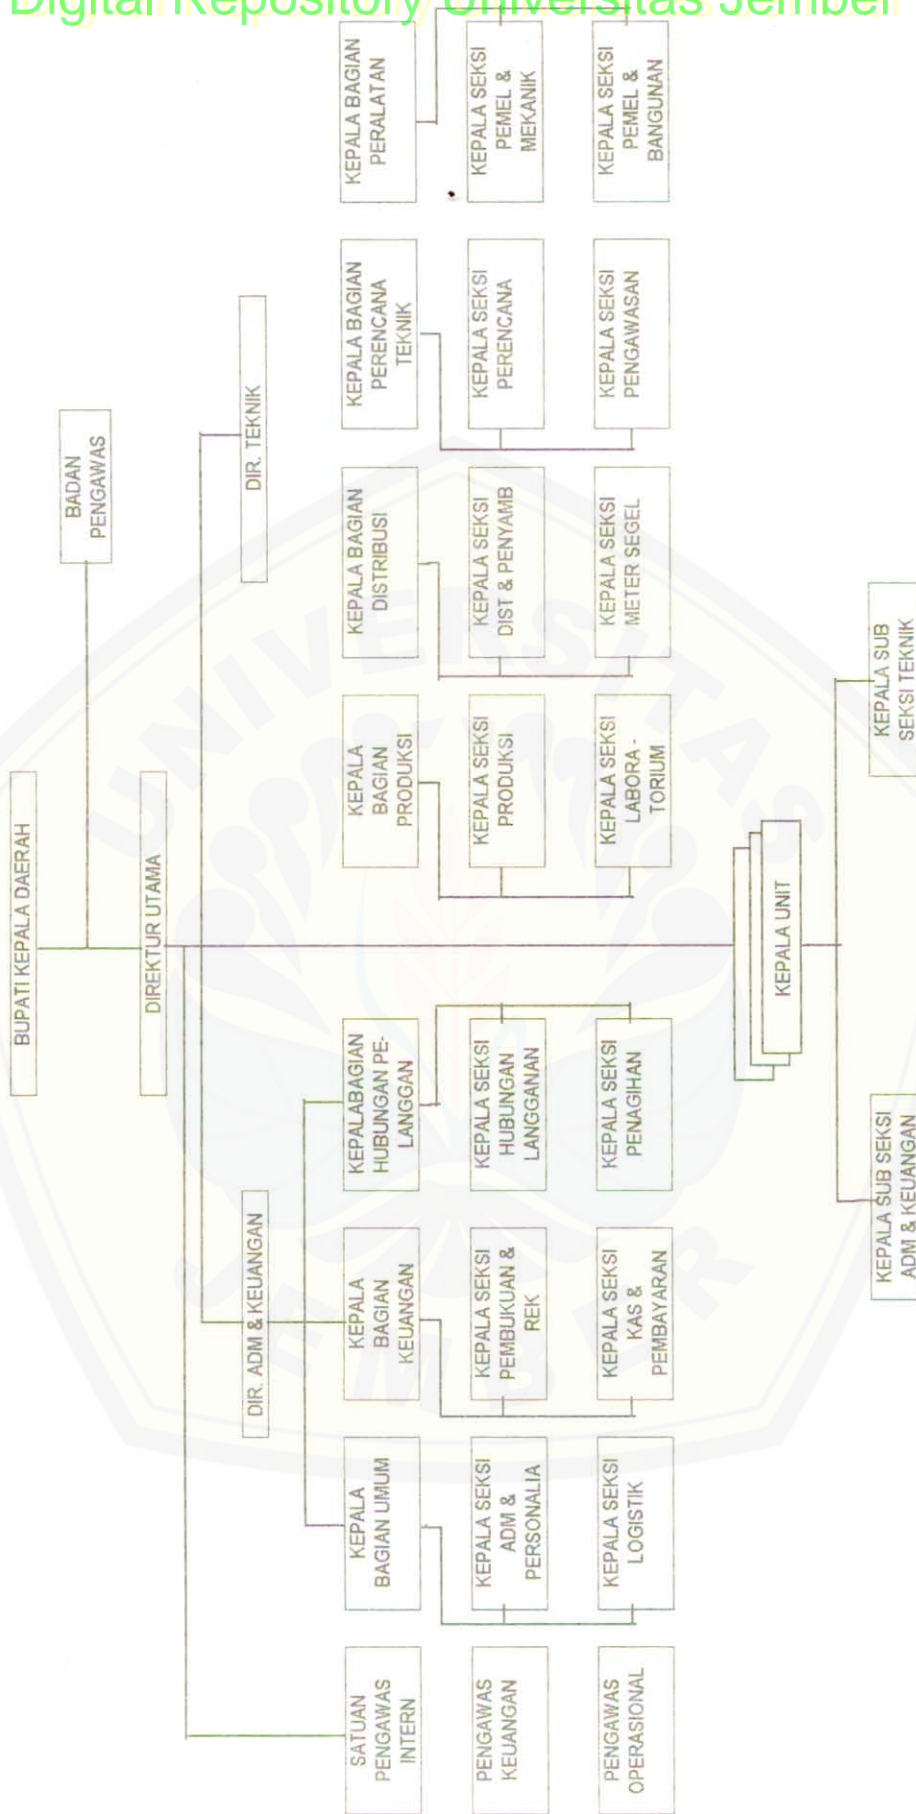 Digital Repository Universitas Jember
BUPATI KEPALA DAERAH
BADAN
PENGAWAS
DIREKTUR UTAMA
DIR. ADM & KEUANGAN
DIR. TEKNIK
SATUAN
PENGAWAS
INTERN
KEPALA
BAGIAN UMUM
KEPALA
BAGIAN
KEUANGAN
KEPALABAGIAN
HUBUNGAN PE-
LANGGAN
KEPALA
BAGIAN
PRODUKSI
KEPALA BAGIAN
DISTRIBUSI
KEPALA BAGIAN
PERENCANA
TEKNIK
KEPALA BAGIAN
PERALATAN
PENGAWAS
KEUANGAN
KEPALA SEKSI
ADM &
PERSONALIA
KEPALA SEKSI
PEMBUKUAN &
REK
KEPALA SEKSI
HUBUNGAN
LANGGANAN
KEPALA SEKSI
PRODUKSI
KEPALA SEKSI
DIST & PENYAMB
KEPALA SEKSI
PERENCANA
KEPALA SEKSI
PEMEL &
MEKANIK
PENGAWAS
OPERASIONAL
KEPALA SEKSI
LOGISTIK
KEPALA SEKSI
KAS &
PEMBAYARAN
KEPALA SEKSI
PENAGIHAN
KEPALA SEKSI
LABORA -
TORIUM
KEPALA SEKSI
METER SEGEL
KEPALA SEKSI
PENGAWASAN
KEPALA SEKSI
PEMEL &
BANGUNAN
KEPALA UNIT
KEPALA SUB SEKSI
ADM & KEUANGAN
KEPALA SUB
SEKSI TEKNIK
UNIVERSITAS
JEMBER